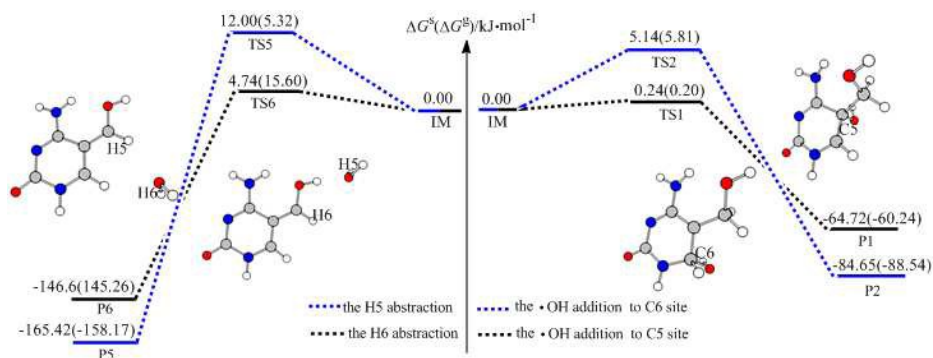 12.00(5.32)
TS5
4.74(15.60)
TS6
ΔGˢ(ΔGᵍ)/kJ•mol⁻¹
5.14(5.81)
TS2
0.24(0.20)
TS1
0.00
IM
0.00
IM
H5
H6
H5
H6
C5
C6
-64.72(-60.24)
P1
-84.65(-88.54)
P2
-146.6(145.26)
P6
-165.42(-158.17)
P5
the H5 abstraction
the H6 abstraction
the •OH addition to C6 site
the •OH addition to C5 site